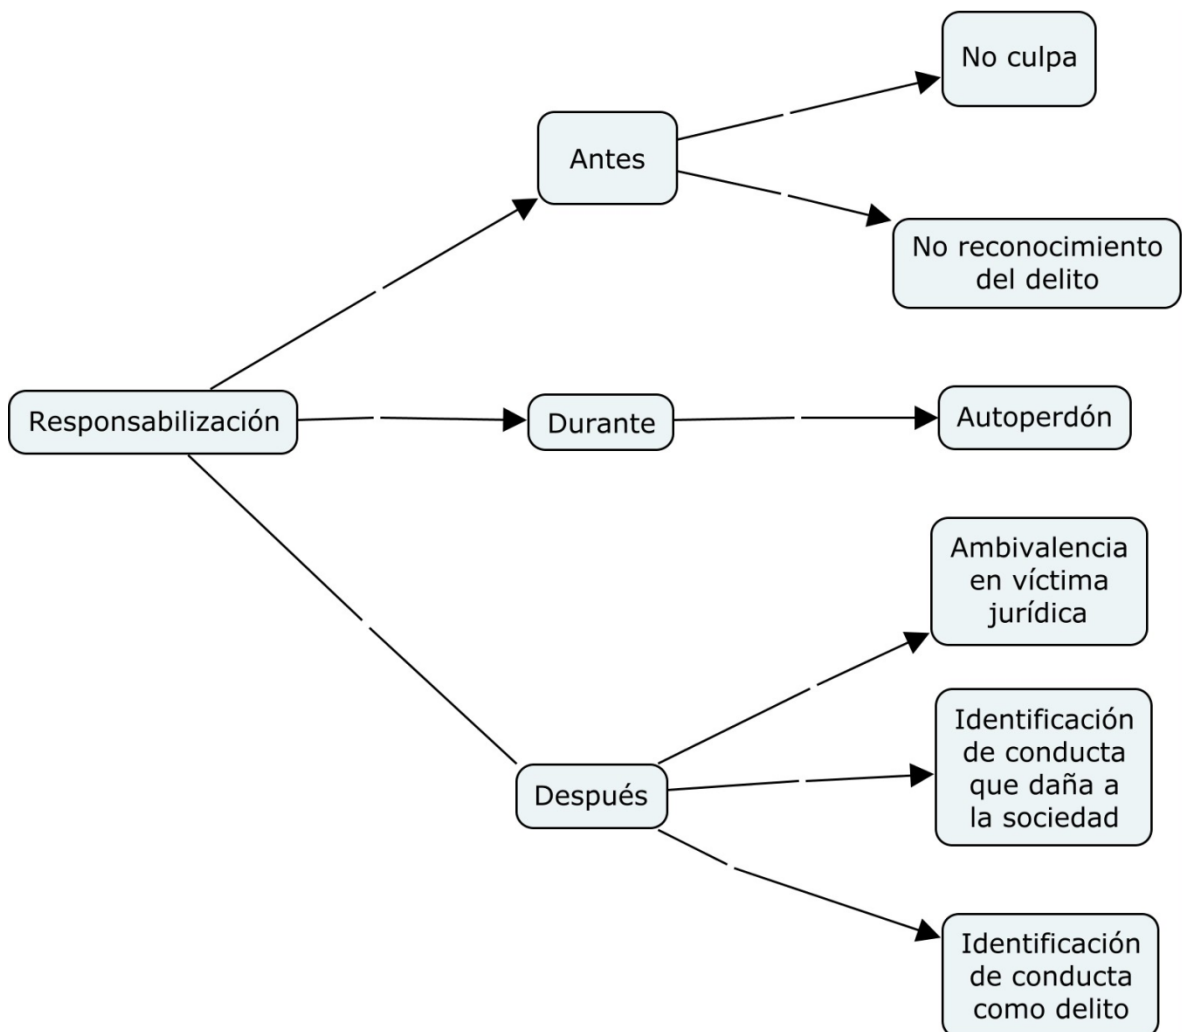 No culpa
Antes
No reconocimiento
del delito
Responsabilización
Durante
Autoperdón
Ambivalencia
en víctima
jurídica
Identificación
de conducta
que daña a
la sociedad
Después
Identificación
de conducta
como delito